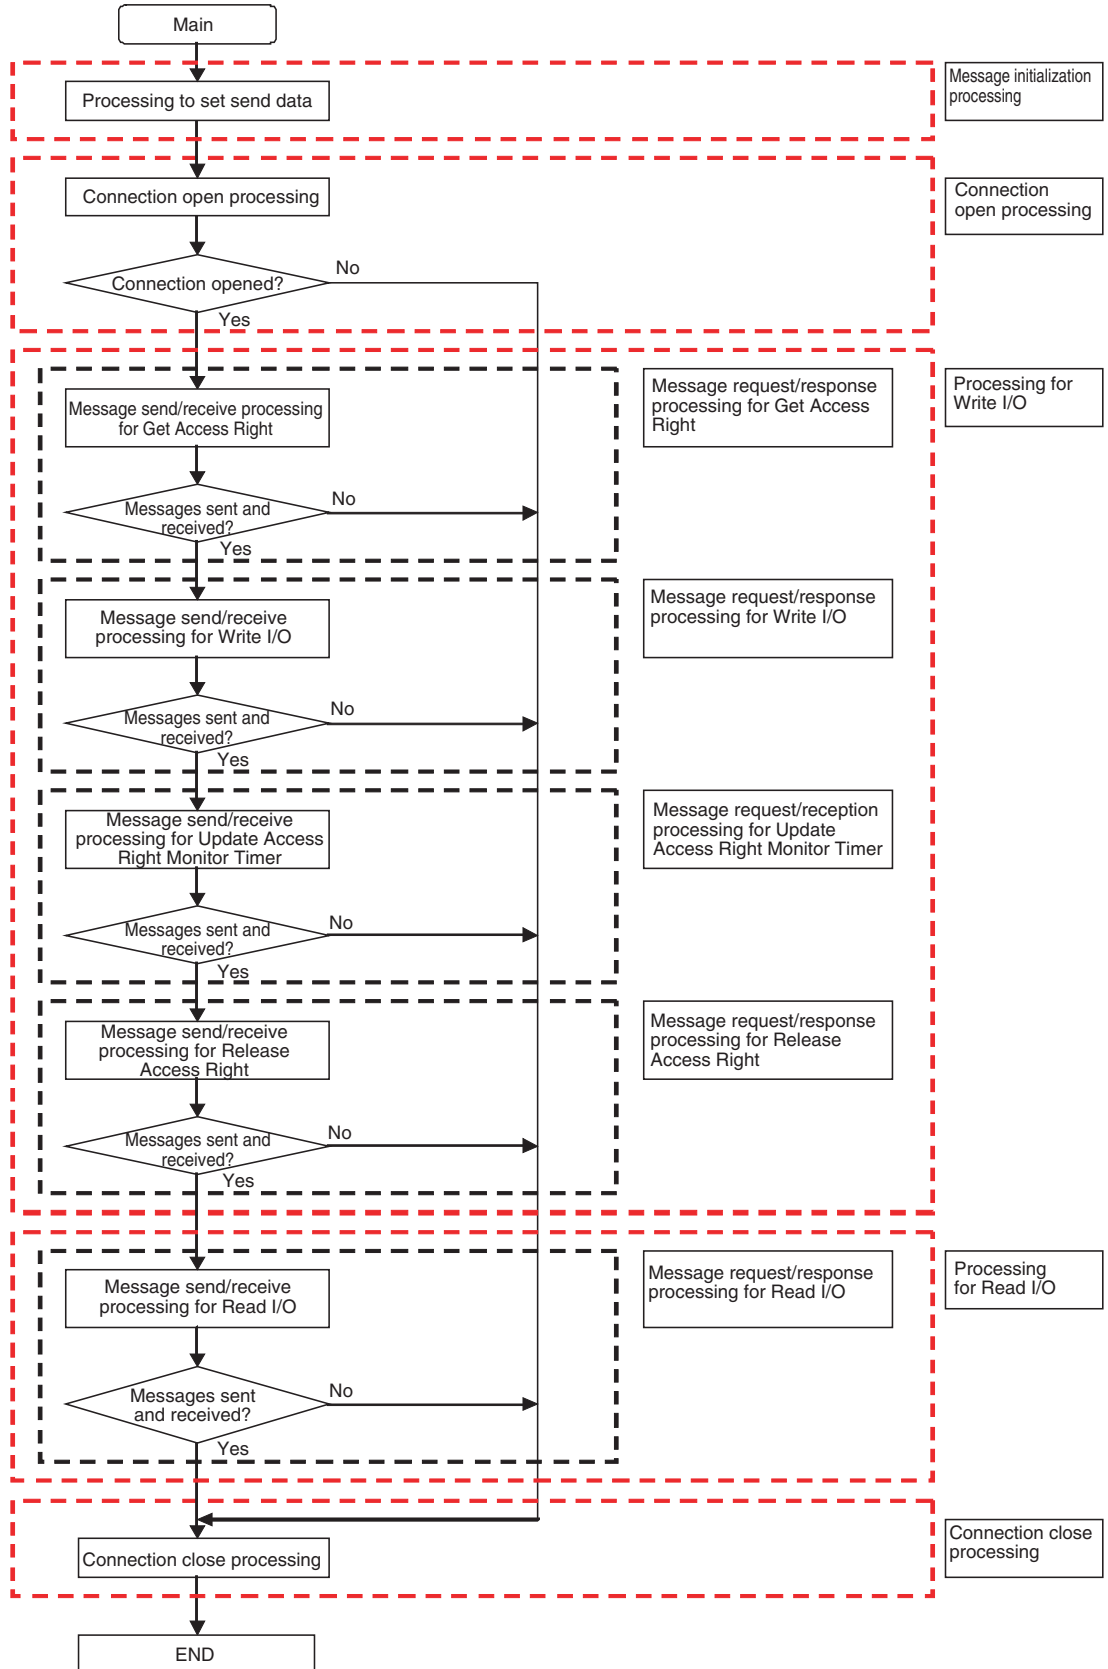 Main
Processing to set send data
Message initialization
processing
Connection open processing
Connection
open processing
Connection opened?
No
Yes
Message send/receive processing
for Get Access Right
Message request/response
processing for Get Access
Right
Processing for
Write I/O
Messages sent and
received?
No
Yes
Message send/receive
processing for Write I/O
Message request/response
processing for Write I/O
Messages sent and
received?
No
Yes
Message send/receive
processing for Update Access
Right Monitor Timer
Message request/reception
processing for Update
Access Right Monitor Timer
Messages sent and
received?
No
Yes
Message send/receive
processing for Release
Access Right
Message request/response
processing for Release
Access Right
Messages sent and
received?
No
Yes
Message send/receive
processing for Read I/O
Message request/response
processing for Read I/O
Processing
for Read I/O
Messages sent
and received?
No
Yes
Connection close processing
Connection close
processing
END